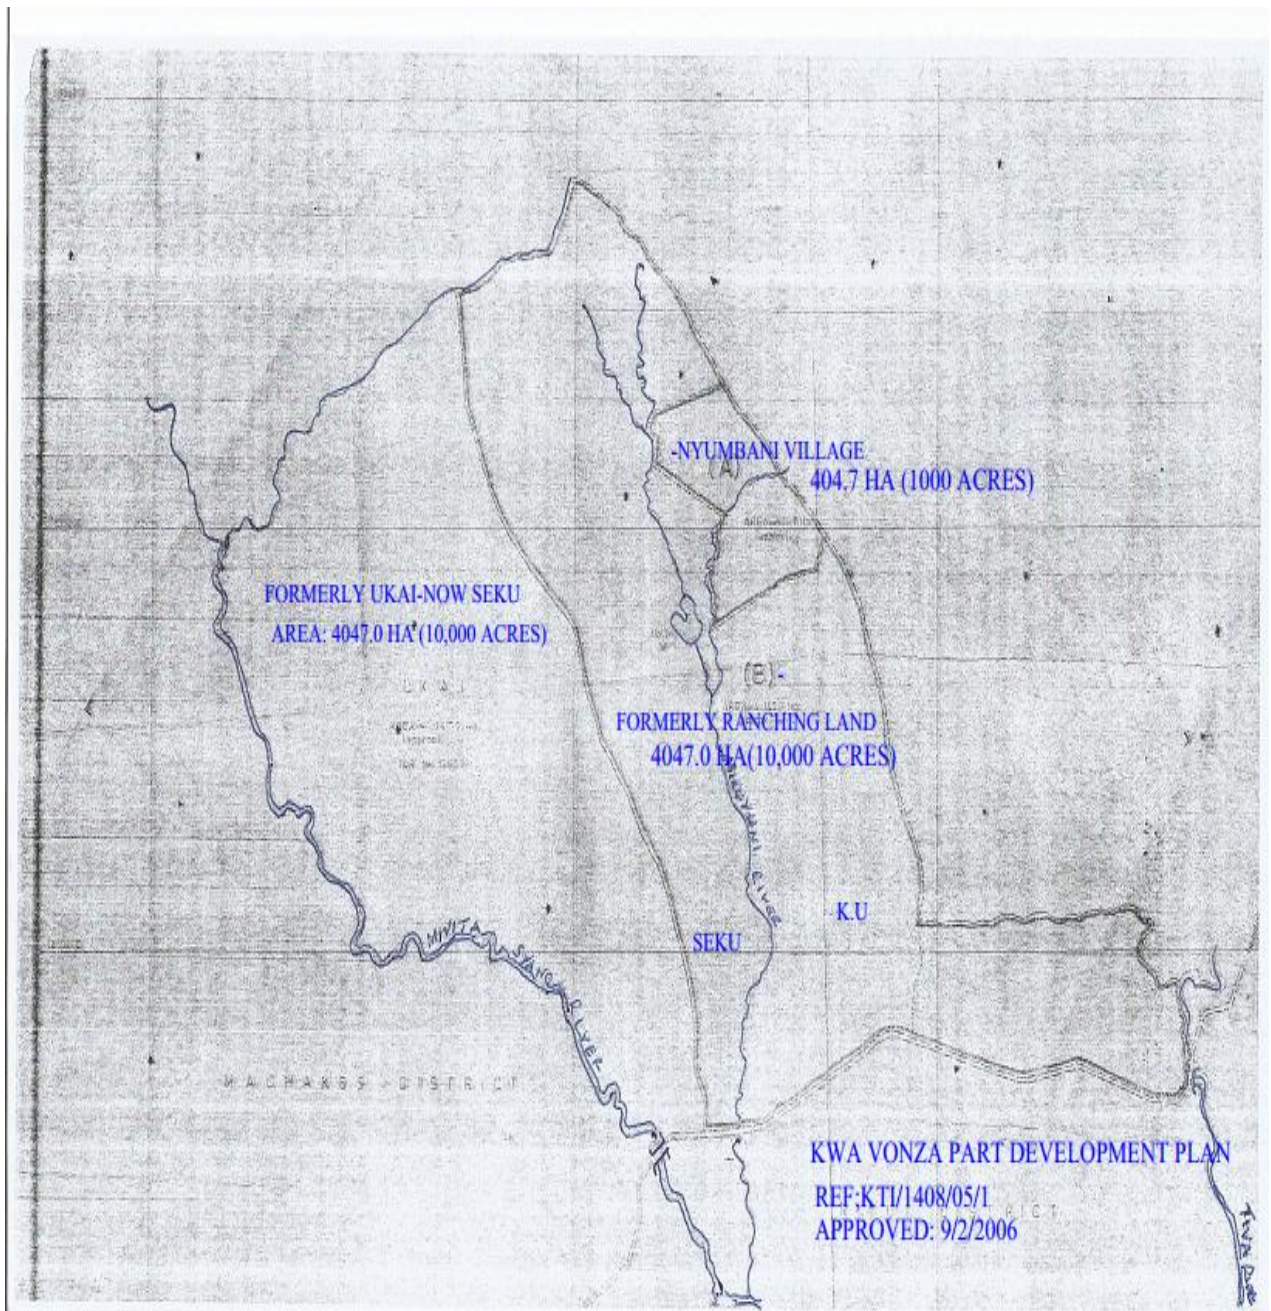 -NYUMBANI VILLAGE
(A)
404.7 HA (1000 ACRES)
FORMERLY UKAI-NOW SEKU
AREA: 4047.0 HA (10,000 ACRES)
UKAI
(B)-
FORMERLY RANCHING LAND
4047.0 HA(10,000 ACRES)
K.U
SEKU
RIVER
MACHAKOS DISTRICT
KWA VONZA PART DEVELOPMENT PLAN
REF;KTI/1408/05/1
APPROVED: 9/2/2006